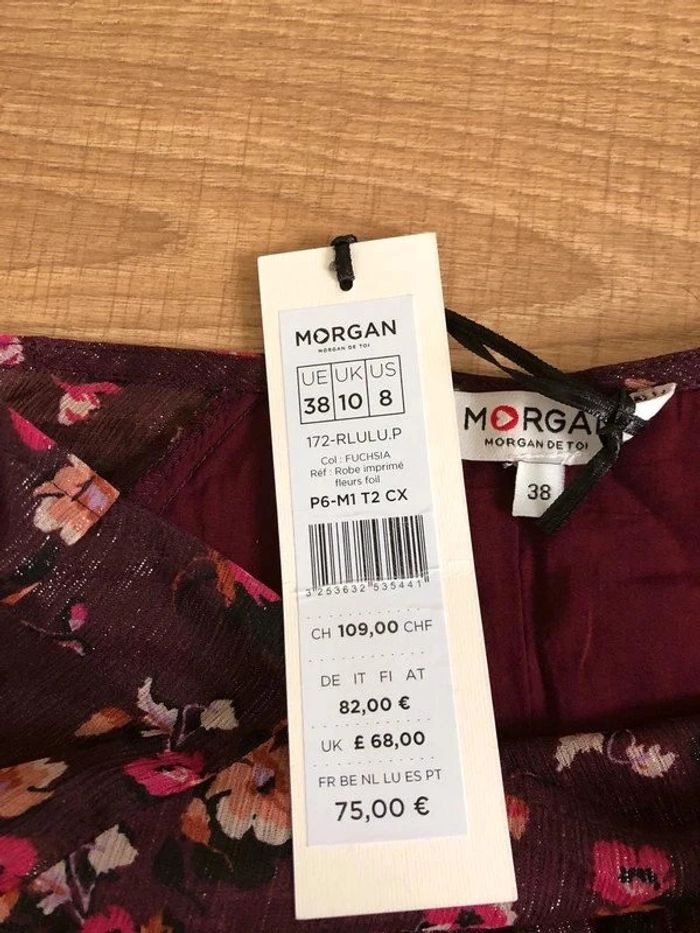 MORGAN
MORGAN DE TOI
UE UK US
38 10 8
172-RLULU.P
Col : FUCHSIA
Réf : Robe imprimé
fleurs foil
P6-M1 T2 CX
3 253632 535441
CH 109,00 CHF
DE IT FI AT
82,00 €
UK £ 68,00
FR BE NL LU ES PT
75,00 €
MORGA
MORGAN DE TOI
38